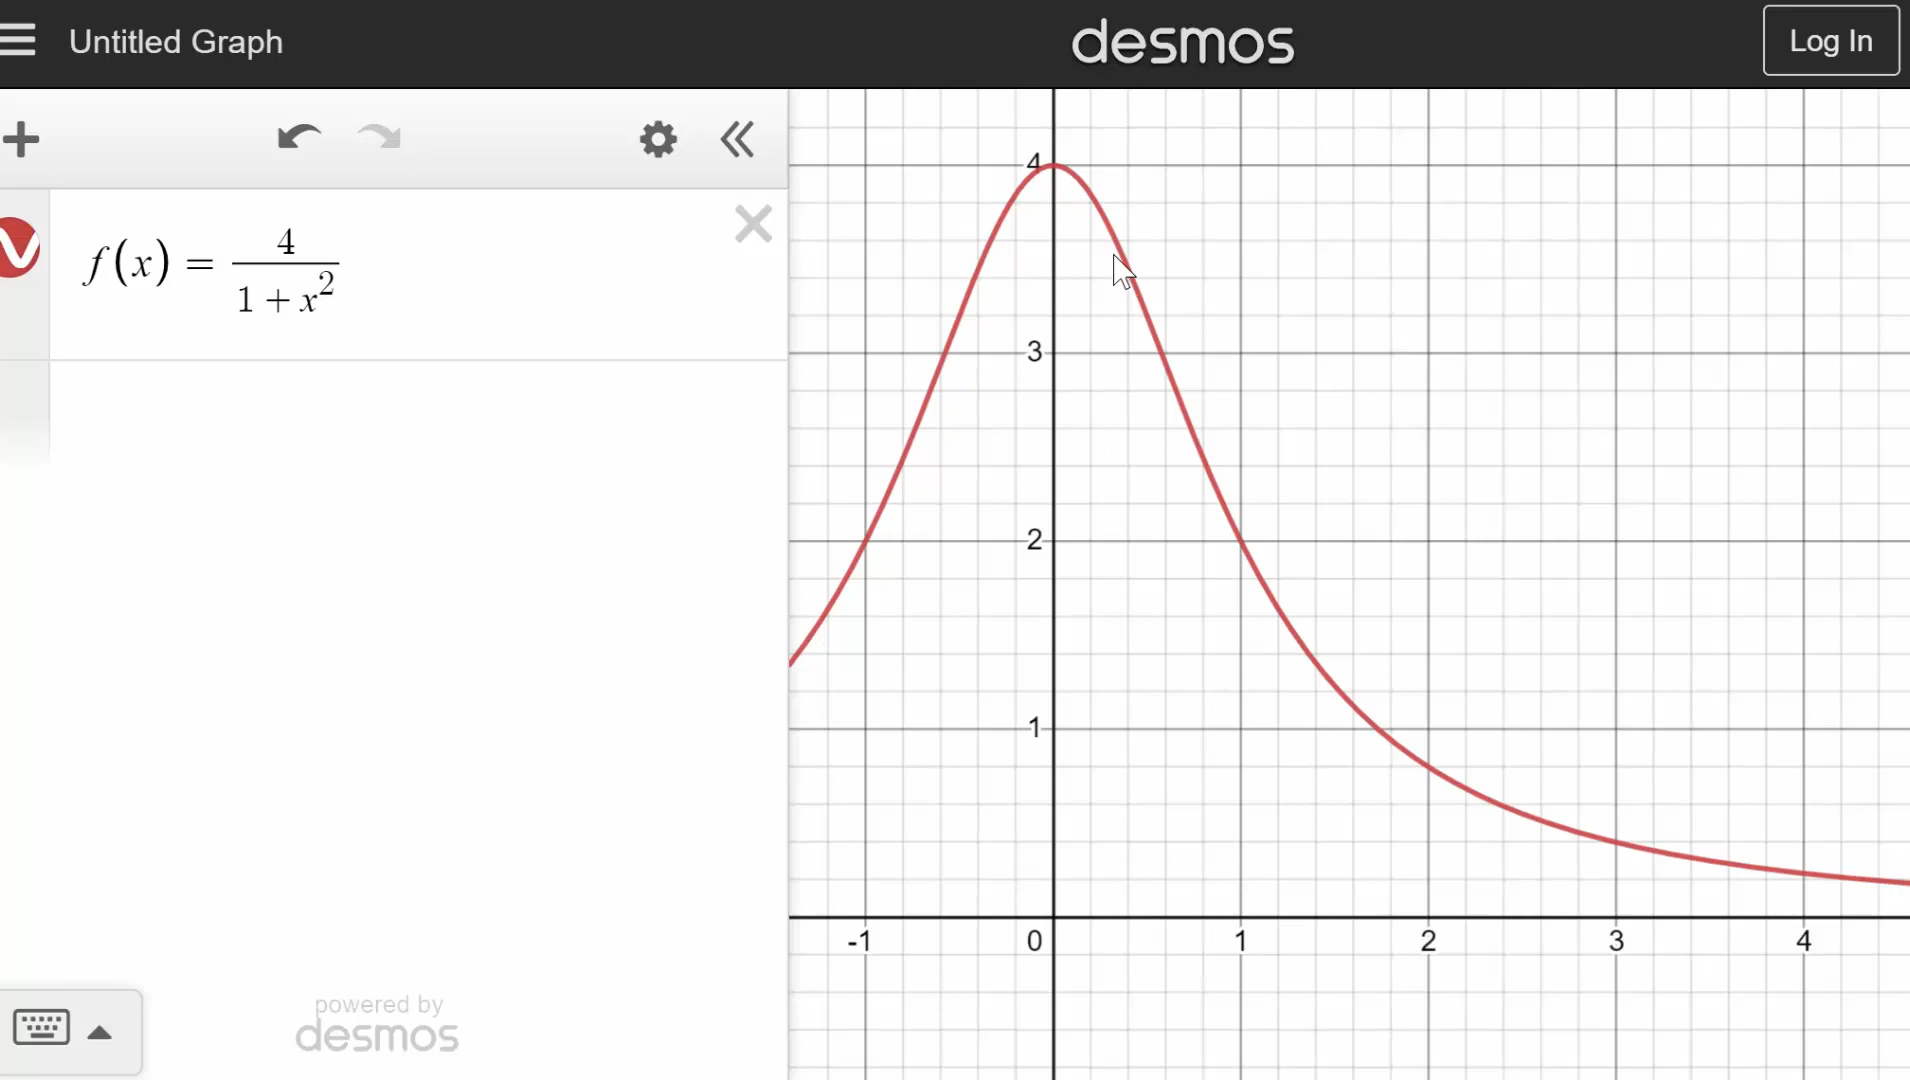 Untitled Graph
desmos
Log In
f(x) = 4/(1 + x²)
4
3
2
1
-1 0 1 2 3 4
powered by
desmos